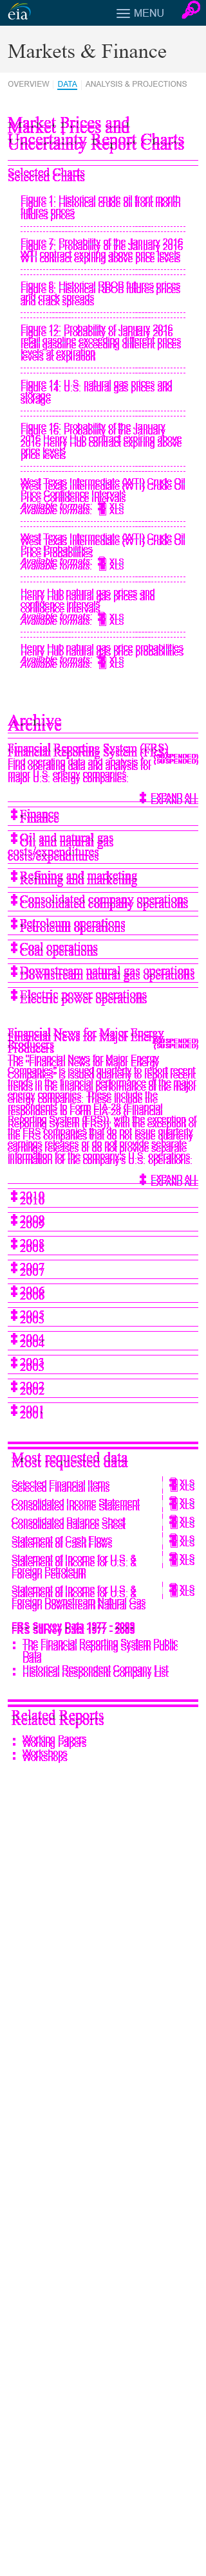 eia
MENU
Markets & Finance
OVERVIEW DATA ANALYSIS & PROJECTIONS
Market Prices and
Uncertainty Report Charts
Selected Charts
Figure 1: Historical crude oil front month
futures prices
Figure 7: Probability of the January 2016
WTI contract expiring above price levels
Figure 8: Historical RBOB futures prices
and crack spreads
Figure 12: Probability of January 2016
retail gasoline exceeding different prices
levels at expiration
Figure 14: U.S. natural gas prices and
storage
Figure 16: Probability of the January
2016 Henry Hub contract expiring above
price levels
West Texas Intermediate (WTI) Crude Oil
Price Confidence Intervals
Available formats: XLS
West Texas Intermediate (WTI) Crude Oil
Price Probabilities
Available formats: XLS
Henry Hub natural gas prices and
confidence intervals
Available formats: XLS
Henry Hub natural gas price probabilities
Available formats: XLS
Archive
Financial Reporting System (FRS)
(SUSPENDED)
Find operating data and analysis for
major U.S. energy companies.
EXPAND ALL
Finance
Oil and natural gas
costs/expenditures
Refining and marketing
Consolidated company operations
Petroleum operations
Coal operations
Downstream natural gas operations
Electric power operations
Financial News for Major Energy
Producers (SUSPENDED)
The "Financial News for Major Energy
Companies" is issued quarterly to report recent
trends in the financial performance of the major
energy companies. These include the
respondents to Form EIA-28 (Financial
Reporting System (FRS)), with the exception of
the FRS companies that do not issue quarterly
earnings releases or do not provide separate
information for the company's U.S. operations.
EXPAND ALL
2010
2009
2008
2007
2006
2005
2004
2003
2002
2001
Most requested data
Selected Financial Items XLS
Consolidated Income Statement XLS
Consolidated Balance Sheet XLS
Statement of Cash Flows XLS
Statement of Income for U.S. & XLS
Foreign Petroleum
Statement of Income for U.S. & XLS
Foreign Downstream Natural Gas
FRS Survey Data 1977 - 2009
The Financial Reporting System Public
Data
Historical Respondent Company List
Related Reports
Working Papers
Workshops